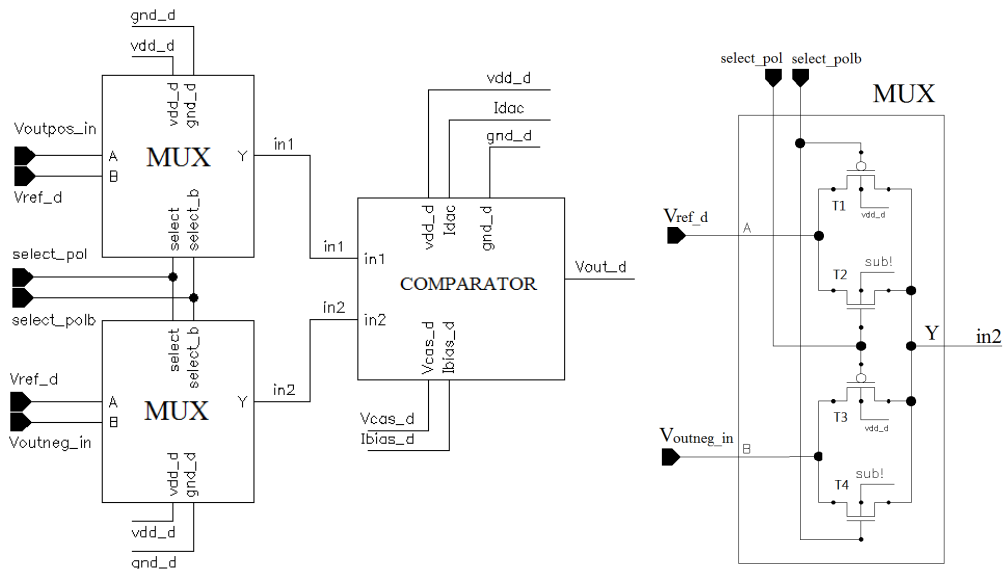 gnd_d
vdd_d
vdd_d
gnd_d
Voutpos_in
A
MUX
Y
in1
B
Vref_d
select
select_b
select_pol
select_polb
select
select_b
Vref_d
A
MUX
Y
in2
B
Voutneg_in
vdd_d
gnd_d
vdd_d
gnd_d
vdd_d
Idac
gnd_d
vdd_d
Idac
gnd_d
in1
in1
COMPARATOR
Vout_d
in2
in2
Vcas_d
Ibias_d
Vcas_d
Ibias_d
select_pol
select_polb
MUX
T1
vdd_d
Vref_d
A
T2
sub!
Y
in2
T3
vdd_d
Voutneg_in
B
T4
sub!